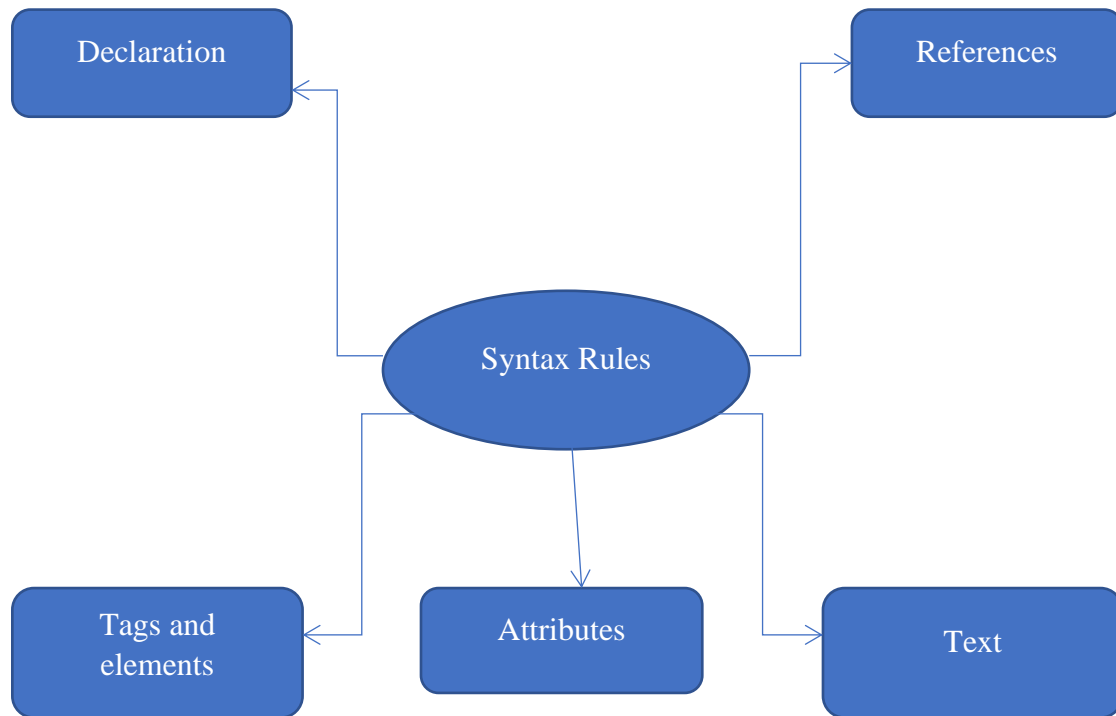 Declaration
References
Syntax Rules
Tags and
elements
Attributes
Text